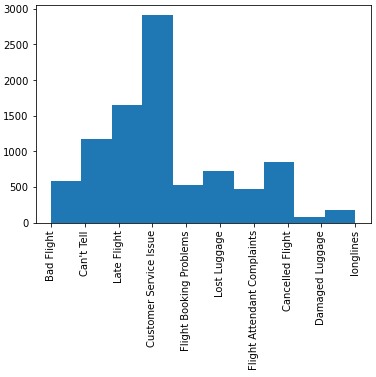 3000
2500
2000
1500
1000
500
0
Bad Flight
Can't Tell
Late Flight
Customer Service Issue
Flight Booking Problems
Lost Luggage
Flight Attendant Complaints
Cancelled Flight
Damaged Luggage
longlines